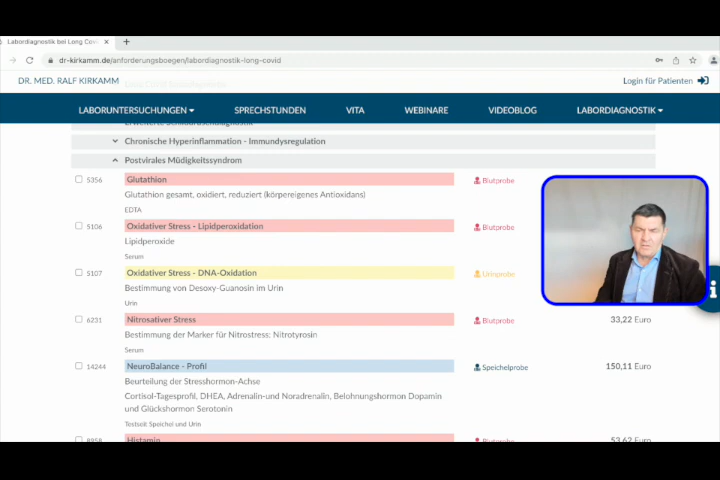 Labordiagnostik bei Long Cov
dr-kirkamm.de/anforderungsboegen/labordiagnostik-long-covid
DR. MED. RALF KIRKAMM
Login für Patienten
LABORUNTERSUCHUNGEN SPRECHSTUNDEN VITA WEBINARE VIDEOBLOG LABORDIAGNOSTIK
Chronische Hyperinflammation - Immundysregulation
Postvirales Müdigkeitssyndrom
5356 Glutathion Blutprobe
Glutathion gesamt, oxidiert, reduziert (körpereigenes Antioxidans)
EDTA
5106 Oxidativer Stress - Lipidperoxidation Blutprobe
Lipidperoxide
Serum
5107 Oxidativer Stress - DNA-Oxidation Urinprobe
Bestimmung von Desoxy-Guanosin im Urin
Urin
6231 Nitrosativer Stress Blutprobe 33,22 Euro
Bestimmung der Marker für Nitrostress; Nitrotyrosin
Serum
14244 NeuroBalance - Profil Speichelprobe 150,11 Euro
Beurteilung der Stresshormon-Achse
Cortisol-Tagesprofil, DHEA, Adrenalin-und Noradrenalin, Belohnungshormon Dopamin
und Glückshormon Serotonin
Testset Speichel und Urin
8958 Histamin Blutprobe 53,62 Euro